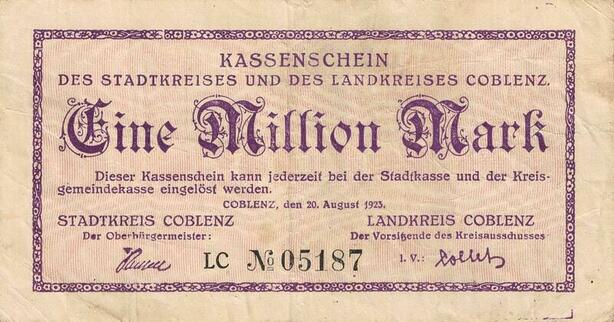 KASSENSCHEIN
DES STADTKREISES UND DES LANDKREISES COBLENZ.
Eine Million Mark
Dieser Kassenschein kann jederzeit bei der Stadtkasse und der Kreis-
gemeindekasse eingelöst werden.
COBLENZ, den 20. August 1923.
STADTKREIS COBLENZ LANDKREIS COBLENZ
Der Oberbürgermeister: Der Vorsitzende des Kreisausschusses
LC № 05187 I. V.: